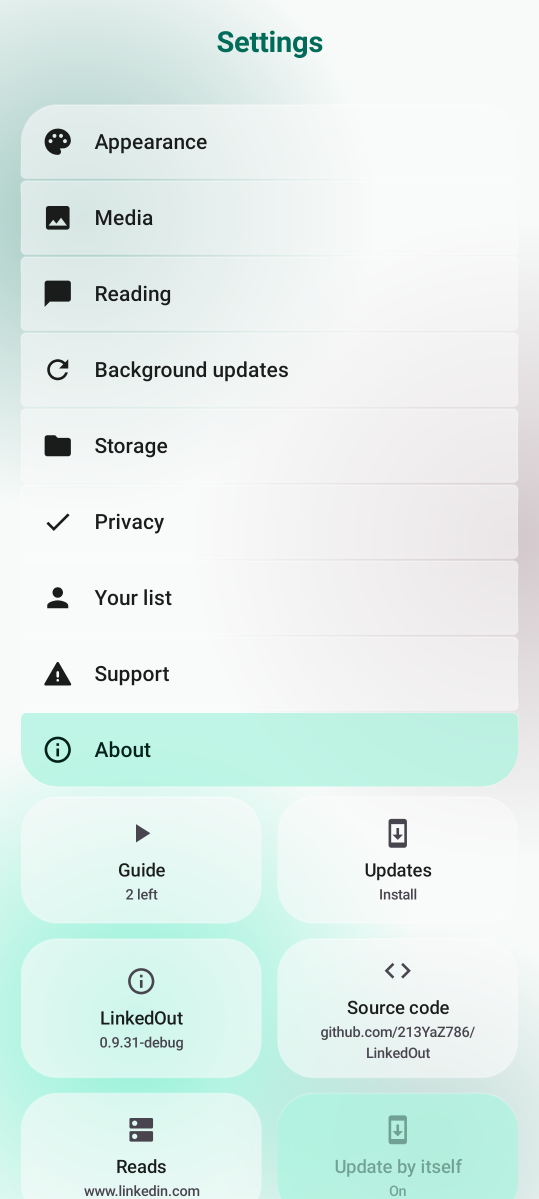 Settings
Appearance
Media
Reading
Background updates
Storage
Privacy
Your list
Support
About
Guide
2 left
Updates
Install
LinkedOut
0.9.31-debug
Source code
github.com/213YaZ786/
LinkedOut
Reads
www.linkedin.com
Update by itself
On